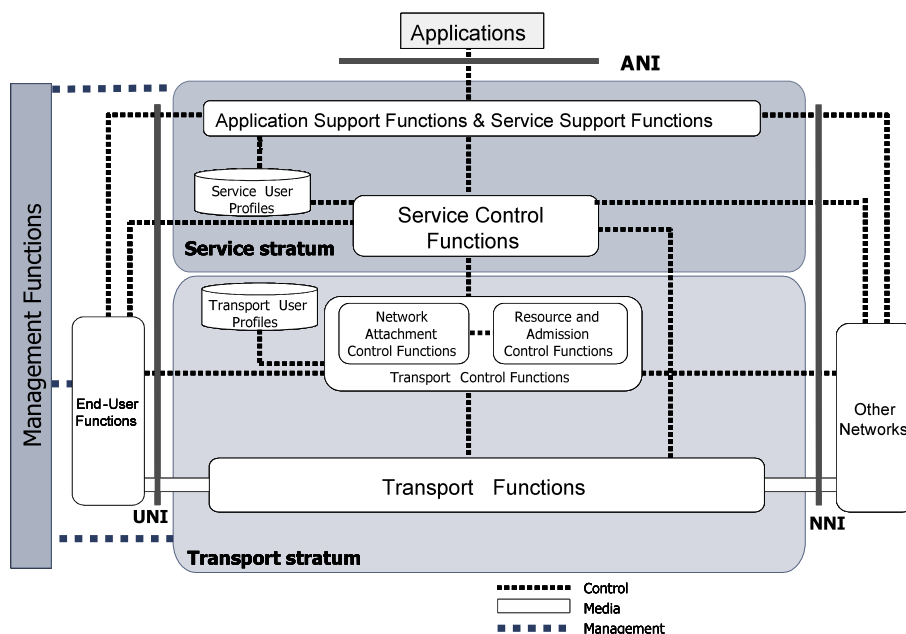 Applications
ANI
Application Support Functions & Service Support Functions
Service User
Profiles
Service Control
Functions
Service stratum
Management Functions
Transport User
Profiles
Network
Attachment
Control Functions
Resource and
Admission
Control Functions
Transport Control Functions
End-User
Functions
Other
Networks
Transport Functions
UNI
NNI
Transport stratum
Control
Media
Management